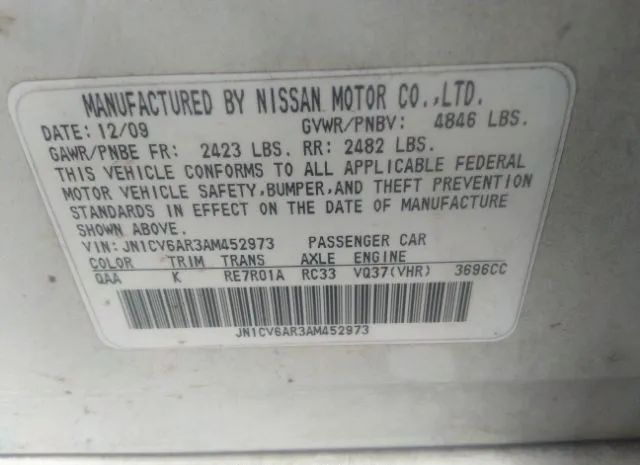 MANUFACTURED BY NISSAN MOTOR CO.,LTD.
DATE: 12/09 GVWR/PNBV: 4846 LBS.
GAWR/PNBE FR: 2423 LBS. RR: 2482 LBS.
THIS VEHICLE CONFORMS TO ALL APPLICABLE FEDERAL
MOTOR VEHICLE SAFETY,BUMPER,AND THEFT PREVENTION
STANDARDS IN EFFECT ON THE DATE OF MANUFACTURE
SHOWN ABOVE.
VIN: JN1CV6AR3AM452973 PASSENGER CAR
COLOR TRIM TRANS AXLE ENGINE
QAA K RE7R01A RC33 VQ37(VHR) 3696CC
JN1CV6AR3AM452973